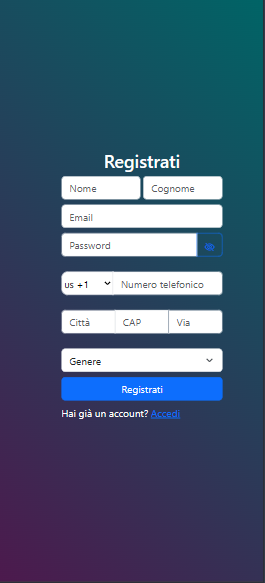 Registrati
Nome Cognome
Email
Password
us +1 Numero telefonico
Città CAP Via
Genere
Registrati
Hai già un account? Accedi